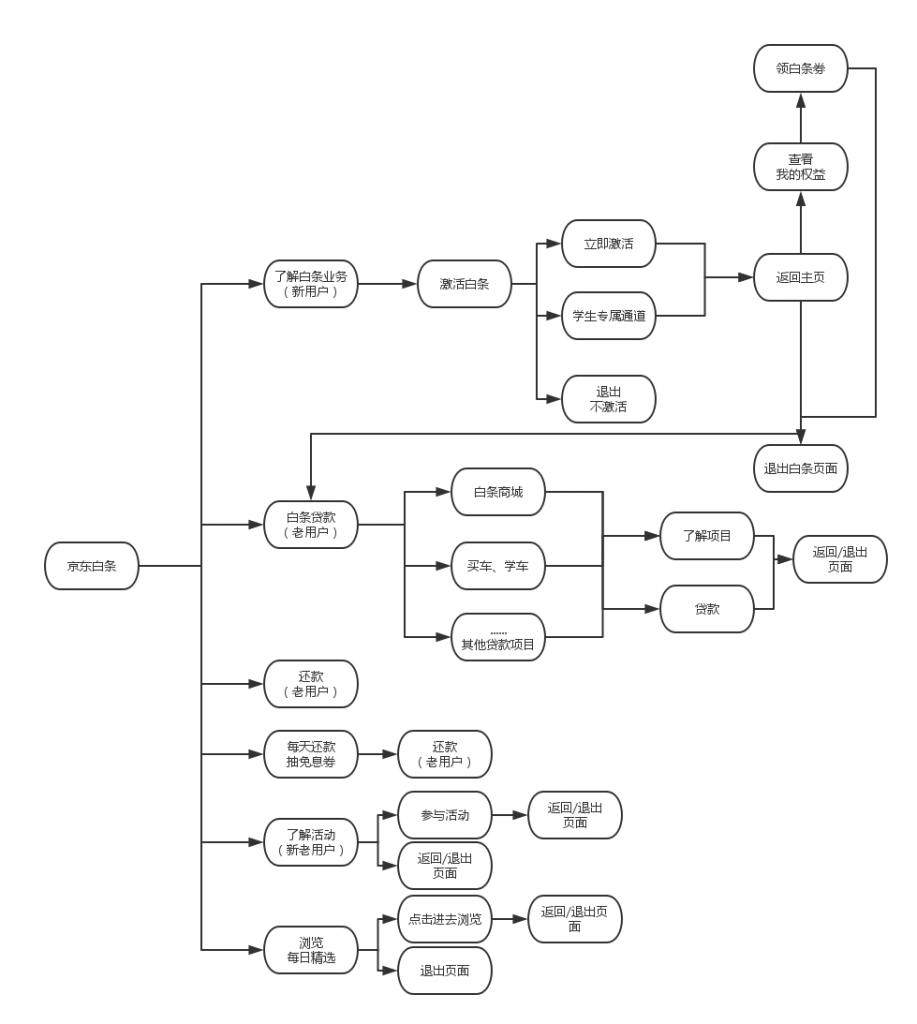 领白条券
查看
我的权益
返回主页
立即激活
了解白条业务
（新用户）
激活白条
学生专属通道
退出
不激活
退出白条页面
白条贷款
（老用户）
白条商城
了解项目
京东白条
买车、学车
返回/退出
页面
贷款
......
其他贷款项目
还款
（老用户）
每天还款
抽免息券
还款
（老用户）
了解活动
（新老用户）
参与活动
返回/退出
页面
返回/退出
页面
浏览
每日精选
点击进去浏览
返回/退出页
面
退出页面